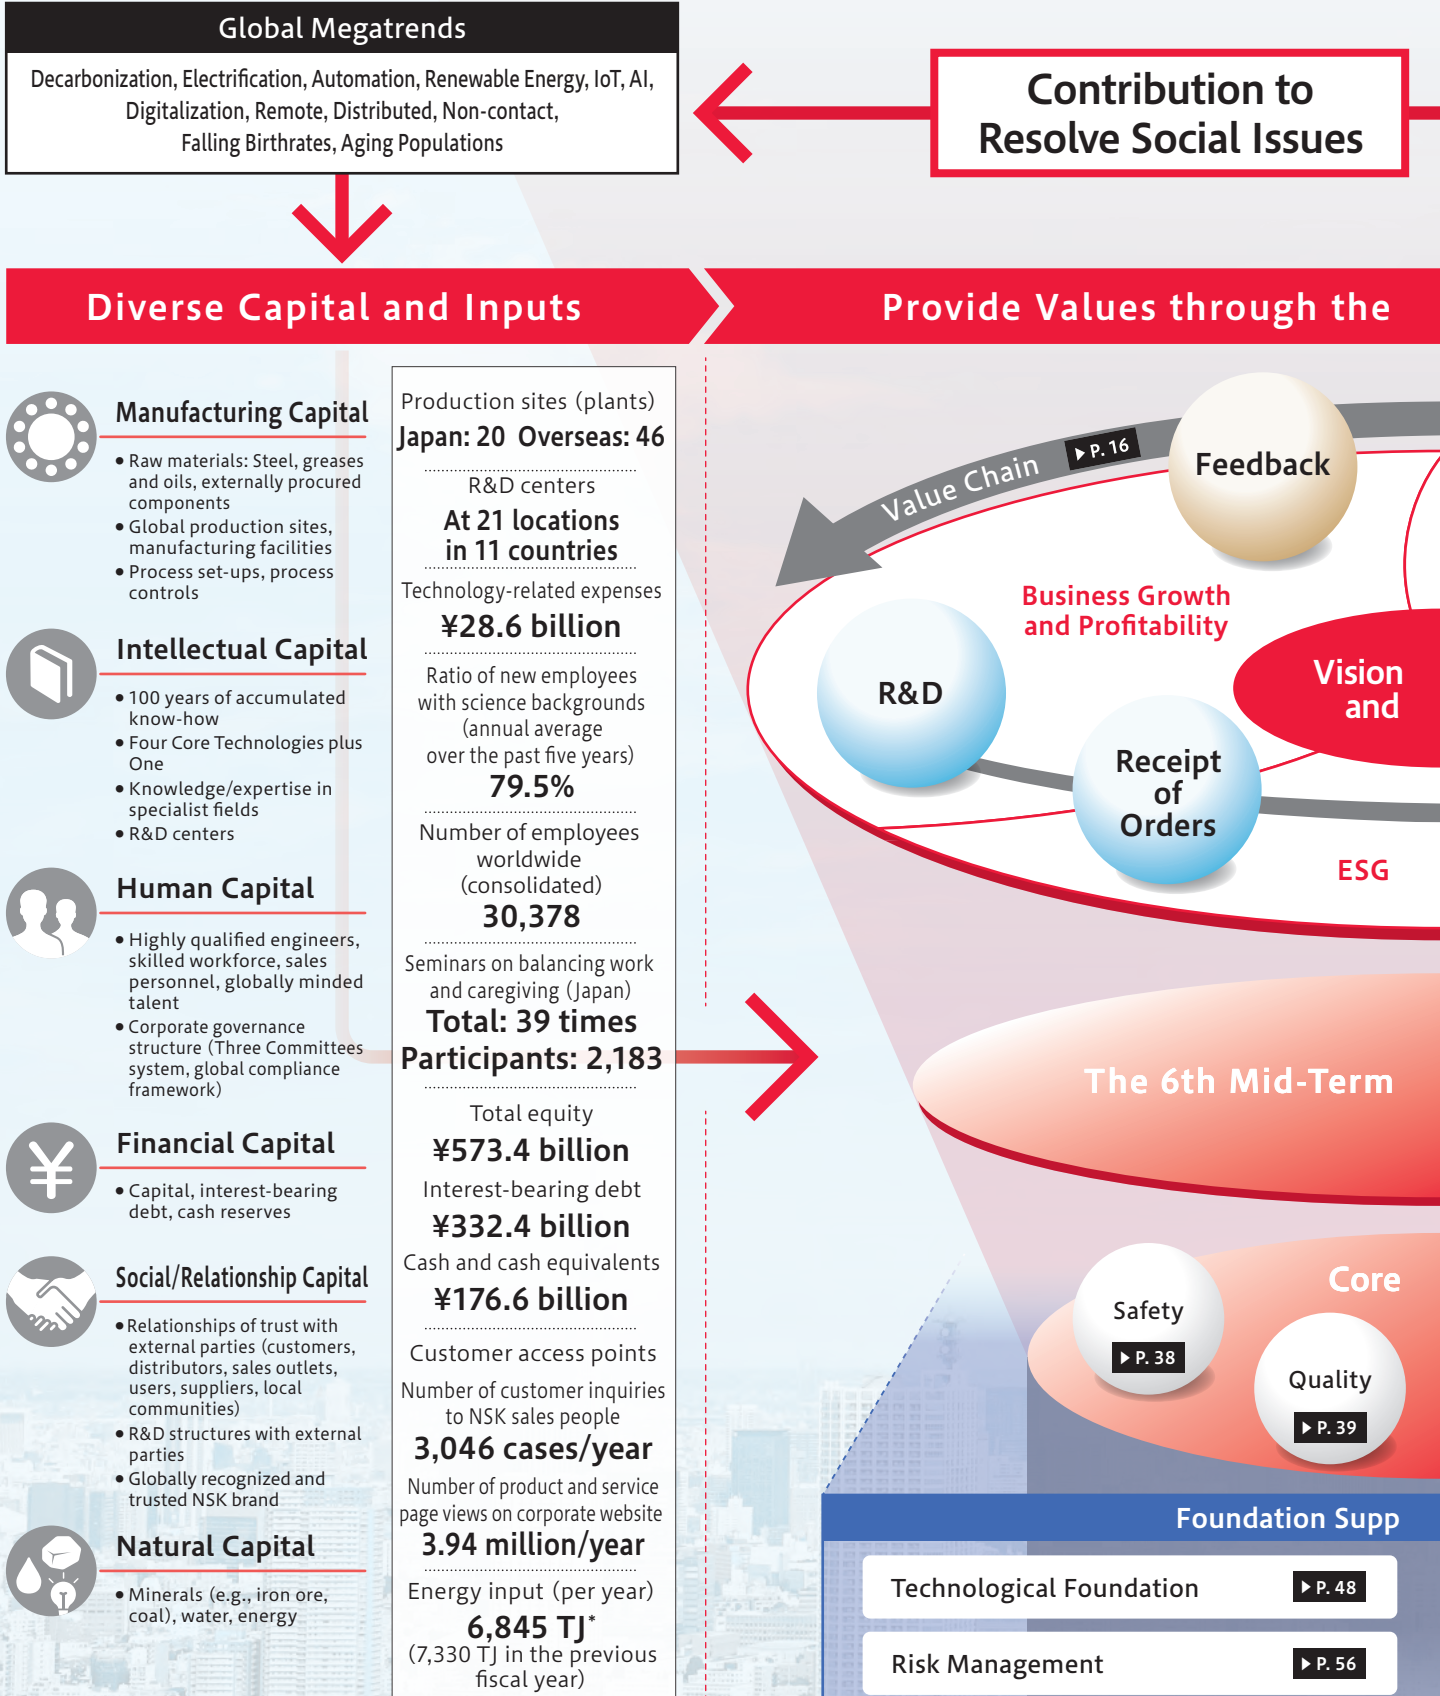 Global Megatrends
Decarbonization, Electrification, Automation, Renewable Energy, IoT, AI,
Digitalization, Remote, Distributed, Non-contact,
Falling Birthrates, Aging Populations
Contribution to
Resolve Social Issues
Diverse Capital and Inputs
Provide Values through the
Manufacturing Capital
• Raw materials: Steel, greases
and oils, externally procured
components
• Global production sites,
manufacturing facilities
• Process set-ups, process
controls
Intellectual Capital
• 100 years of accumulated
know-how
• Four Core Technologies plus
One
• Knowledge/expertise in
specialist fields
• R&D centers
Human Capital
• Highly qualified engineers,
skilled workforce, sales
personnel, globally minded
talent
• Corporate governance
structure (Three Committees
system, global compliance
framework)
Financial Capital
• Capital, interest-bearing
debt, cash reserves
Social/Relationship Capital
• Relationships of trust with
external parties (customers,
distributors, sales outlets,
users, suppliers, local
communities)
• R&D structures with external
parties
• Globally recognized and
trusted NSK brand
Natural Capital
• Minerals (e.g., iron ore,
coal), water, energy
Production sites (plants)
Japan: 20 Overseas: 46
R&D centers
At 21 locations
in 11 countries
Technology-related expenses
¥28.6 billion
Ratio of new employees
with science backgrounds
(annual average
over the past five years)
79.5%
Number of employees
worldwide
(consolidated)
30,378
Seminars on balancing work
and caregiving (Japan)
Total: 39 times
Participants: 2,183
Total equity
¥573.4 billion
Interest-bearing debt
¥332.4 billion
Cash and cash equivalents
¥176.6 billion
Customer access points
Number of customer inquiries
to NSK sales people
3,046 cases/year
Number of product and service
page views on corporate website
3.94 million/year
Energy input (per year)
6,845 TJ*
(7,330 TJ in the previous
fiscal year)
Value Chain ▶ P. 16
Feedback
Business Growth
and Profitability
R&D
Vision
and
Receipt
of
Orders
ESG
The 6th Mid-Term
Core
Safety
▶ P. 38
Quality
▶ P. 39
Foundation Supp
Technological Foundation ▶ P. 48
Risk Management ▶ P. 56